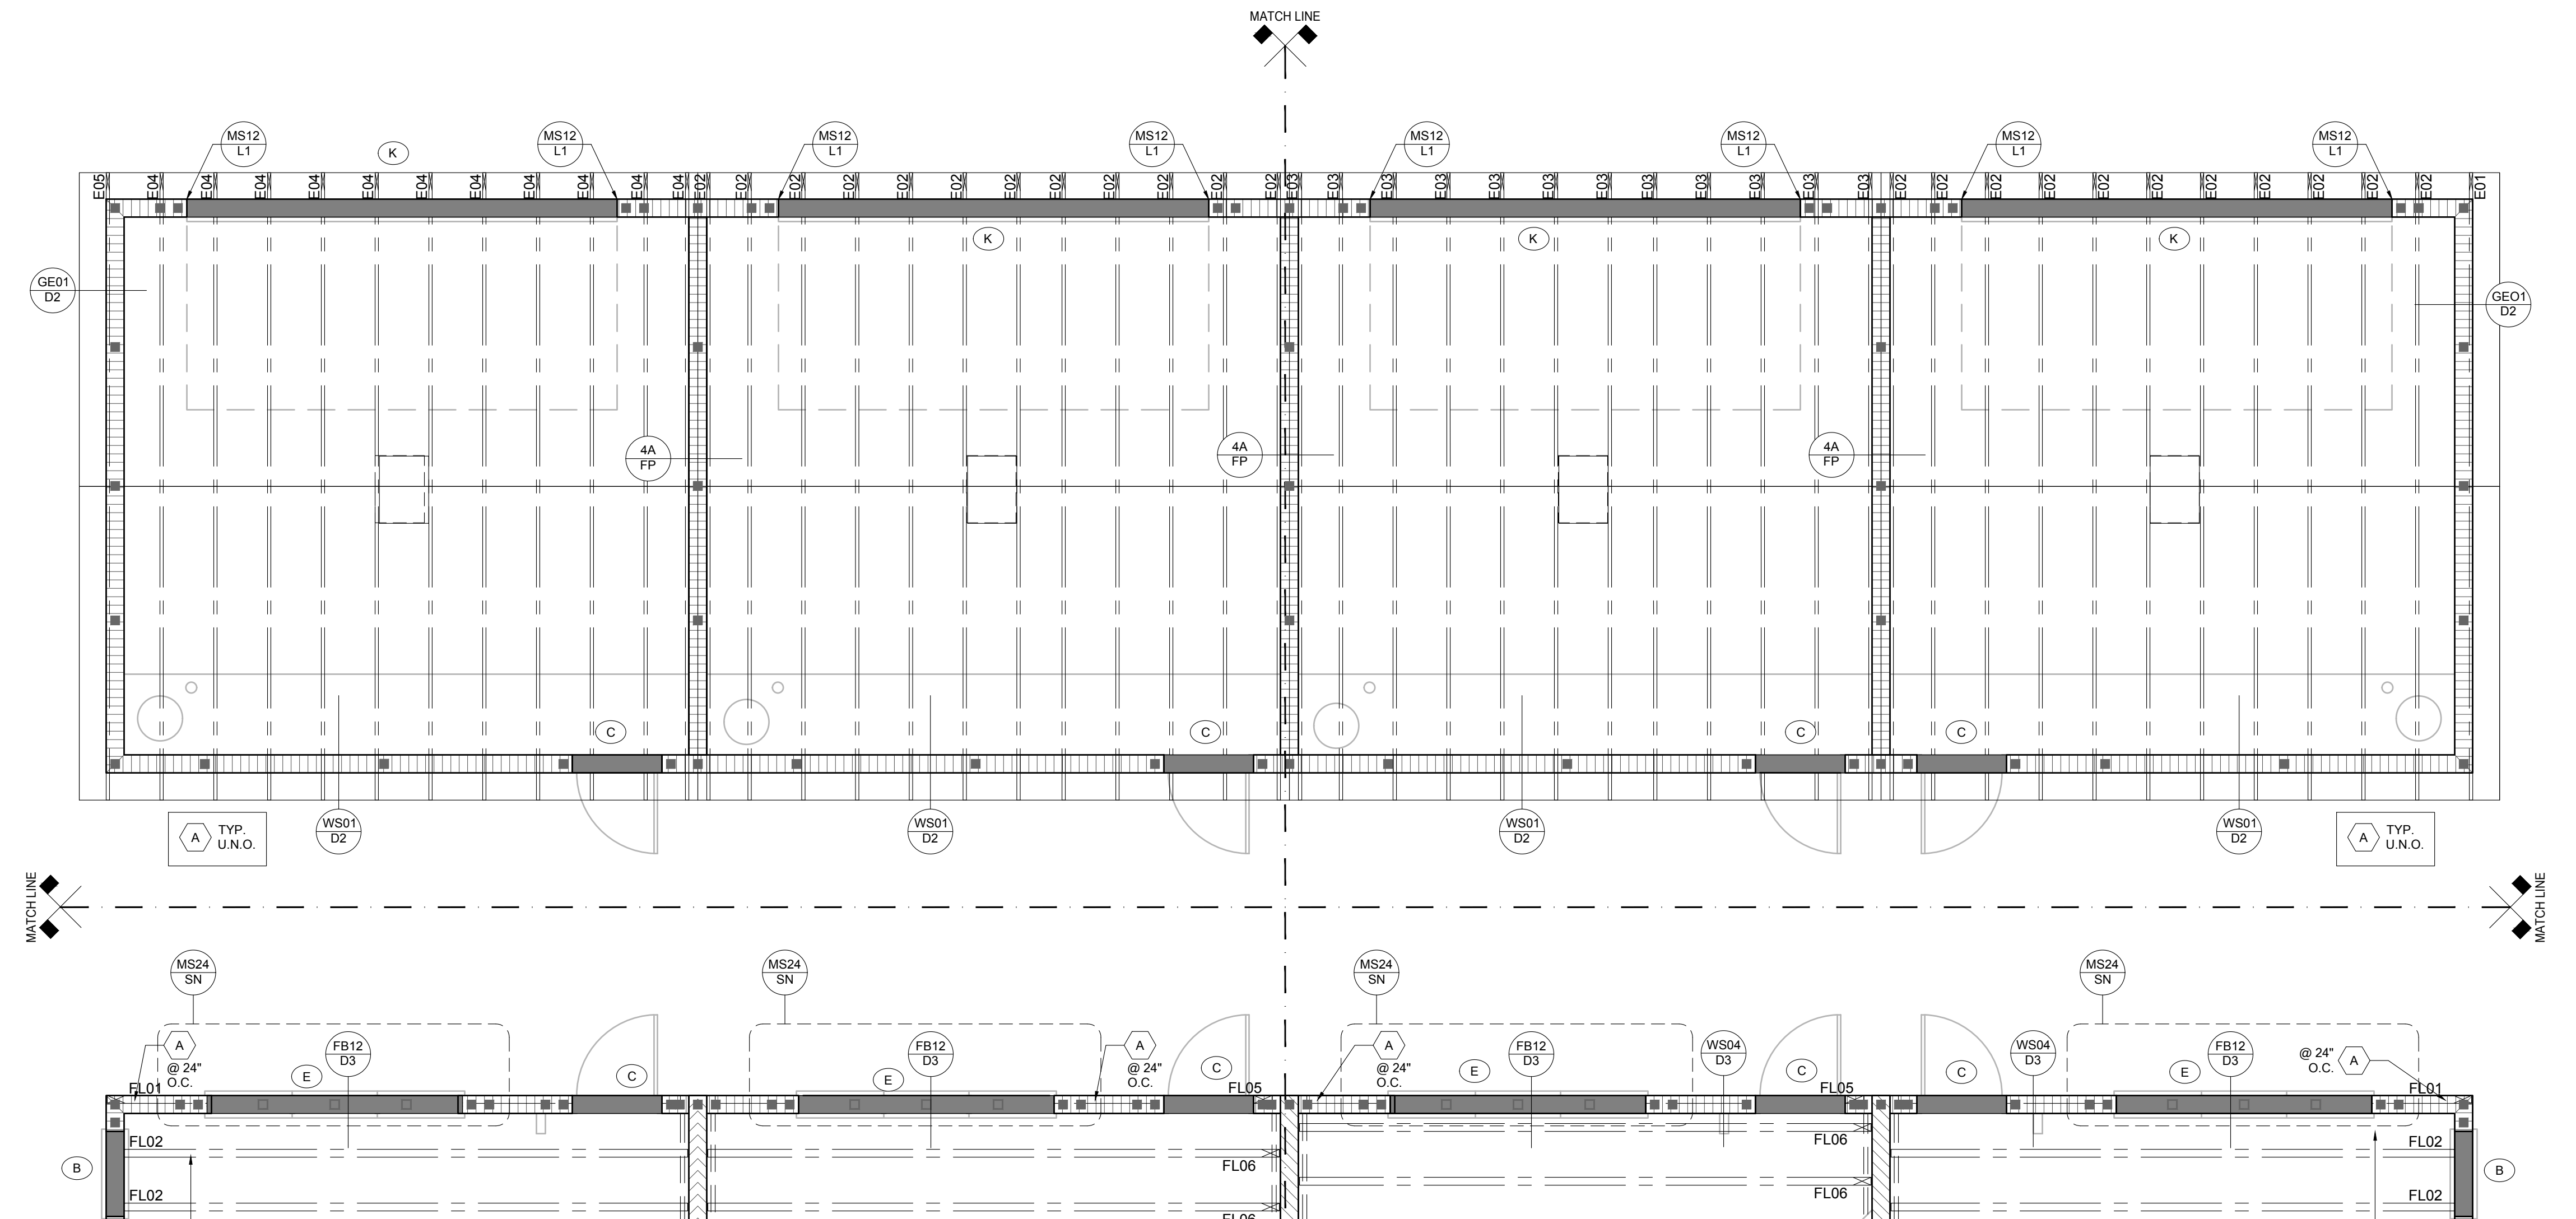 MATCH LINE
MS12
L1
K
MS12
L1
MS12
L1
MS12
L1
MS12
L1
MS12
L1
MS12
L1
MS12
L1
E05
E04
E04
E04
E04
E04
E04
E04
E04
E04
E04
E04
E02
E02
E02
E02
E02
E02
E02
E02
E02
E02
E02
E02
E03
E03
E03
E03
E03
E03
E03
E03
E03
E03
E03
E03
E02
E02
E02
E02
E02
E02
E02
E02
E02
E02
E02
E01
K
K
K
GE01
D2
GEO1
D2
4A
FP
4A
FP
4A
FP
C
C
C
C
A
TYP.
U.N.O.
WS01
D2
WS01
D2
WS01
D2
WS01
D2
A
TYP.
U.N.O.
MATCH LINE
MATCH LINE
MS24
SN
MS24
SN
MS24
SN
MS24
SN
A
@ 24"
O.C.
FB12
D3
FB12
D3
A
@ 24"
O.C.
A
@ 24"
O.C.
FB12
D3
WS04
D3
WS04
D3
FB12
D3
@ 24"
O.C.
A
FL01
E
C
E
C
FL05
E
C
FL05
C
E
FL01
B
FL02
FL06
FL06
FL02
B
FL02
FL06
FL06
FL02